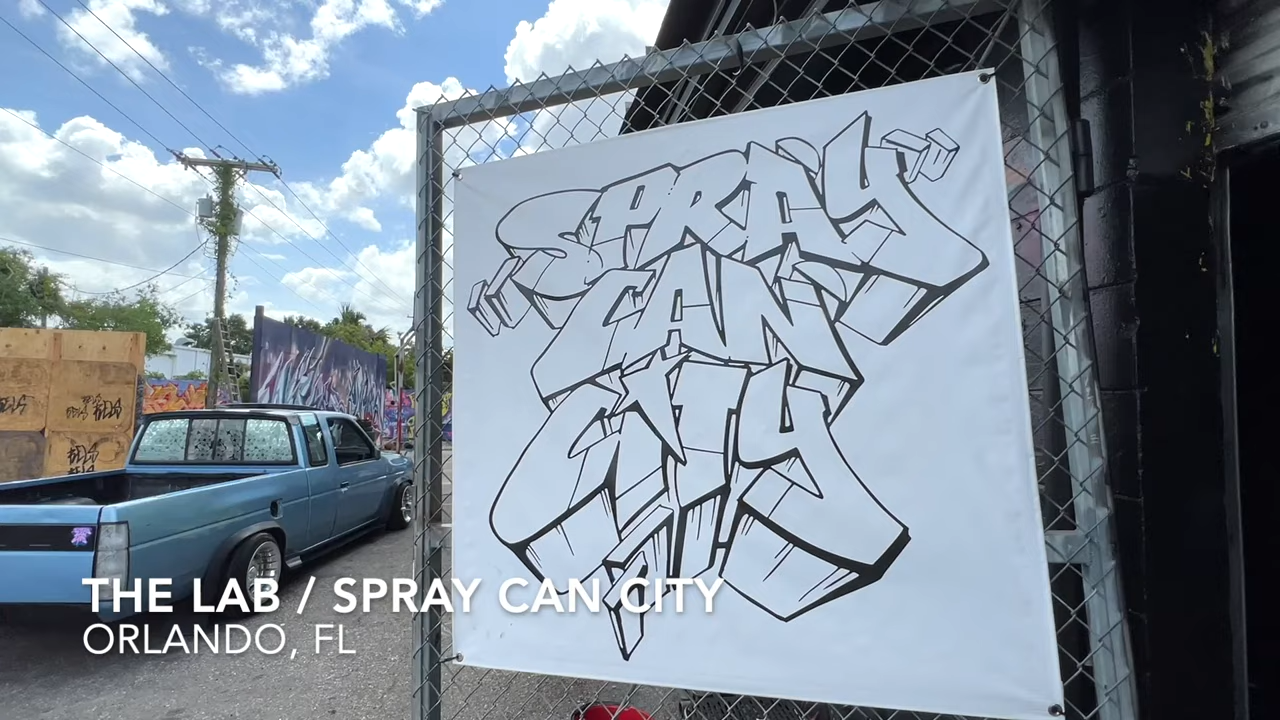 SPRAY
CAN
CITY
THE LAB / SPRAY CAN CITY
ORLANDO, FL